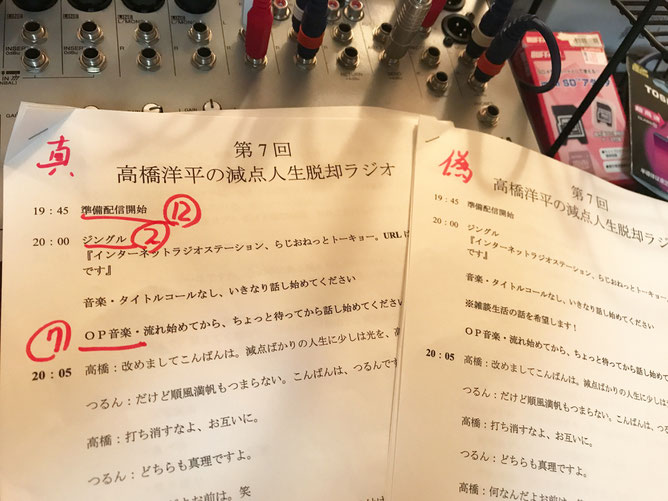 真
第7回
高橋洋平の減点人生脱却ラジオ
19:45 準備配信開始 ⑫
20:00 ジングル ②
『インターネットラジオステーション、らじおねっとトーキョー。URLは
です』
音楽・タイトルコールなし、いきなり話し始めてください
⑦ OP音楽・流れ始めてから、ちょっと待ってから話し始めてくださ
20:05 高橋：改めましてこんばんは。減点ばかりの人生に少しは光を、高
つるん：だけど順風満帆もつまらない。こんばんは、つるんで
高橋：打ち消すなよ、お互いに。
つるん：どちらも真理ですよ。
よお前は。笑
偽
第7回
高橋洋平の減点人生脱却ラジ
19:45 準備配信開始
20:00 ジングル
『インターネットラジオステーション、らじおねっとトーキョー
です』
音楽・タイトルコールなし、いきなり話し始めてください
※雑談生活の話を希望します！
OP音楽・流れ始めてから、ちょっと待ってから話し始めて
20:05 高橋：改めましてこんばんは。減点ばかりの人生に少しは
つるん：だけど順風満帆もつまらない。こんばんは、つる
高橋：打ち消すなよ、お互いに。
つるん：どちらも真理ですよ。
高橋：何なんだよお前は。笑
LINE
LINE
INSER
L
R
GAIN
SD
TOS